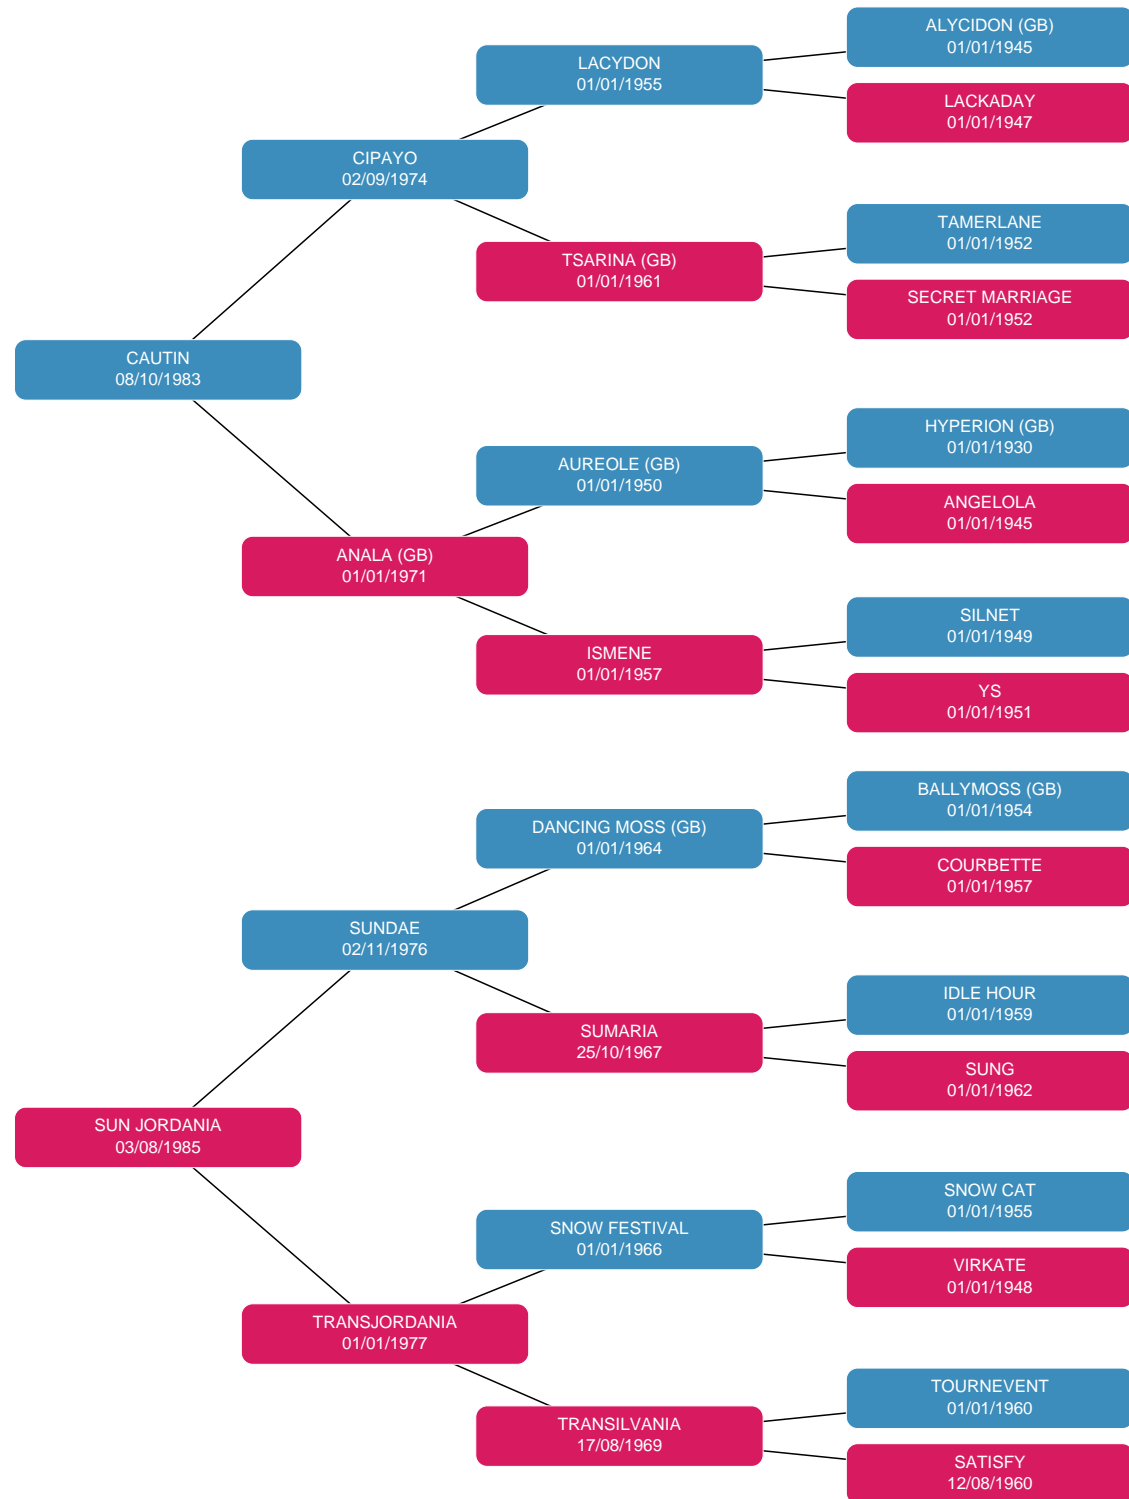 ALYCIDON (GB)
01/01/1945
LACYDON
01/01/1955
LACKADAY
01/01/1947
CIPAYO
02/09/1974
TAMERLANE
01/01/1952
TSARINA (GB)
01/01/1961
SECRET MARRIAGE
01/01/1952
CAUTIN
08/10/1983
HYPERION (GB)
01/01/1930
AUREOLE (GB)
01/01/1950
ANGELOLA
01/01/1945
ANALA (GB)
01/01/1971
SILNET
01/01/1949
ISMENE
01/01/1957
YS
01/01/1951
BALLYMOSS (GB)
01/01/1954
DANCING MOSS (GB)
01/01/1964
COURBETTE
01/01/1957
SUNDAE
02/11/1976
IDLE HOUR
01/01/1959
SUMARIA
25/10/1967
SUNG
01/01/1962
SUN JORDANIA
03/08/1985
SNOW CAT
01/01/1955
SNOW FESTIVAL
01/01/1966
VIRKATE
01/01/1948
TRANSJORDANIA
01/01/1977
TOURNEVENT
01/01/1960
TRANSILVANIA
17/08/1969
SATISFY
12/08/1960